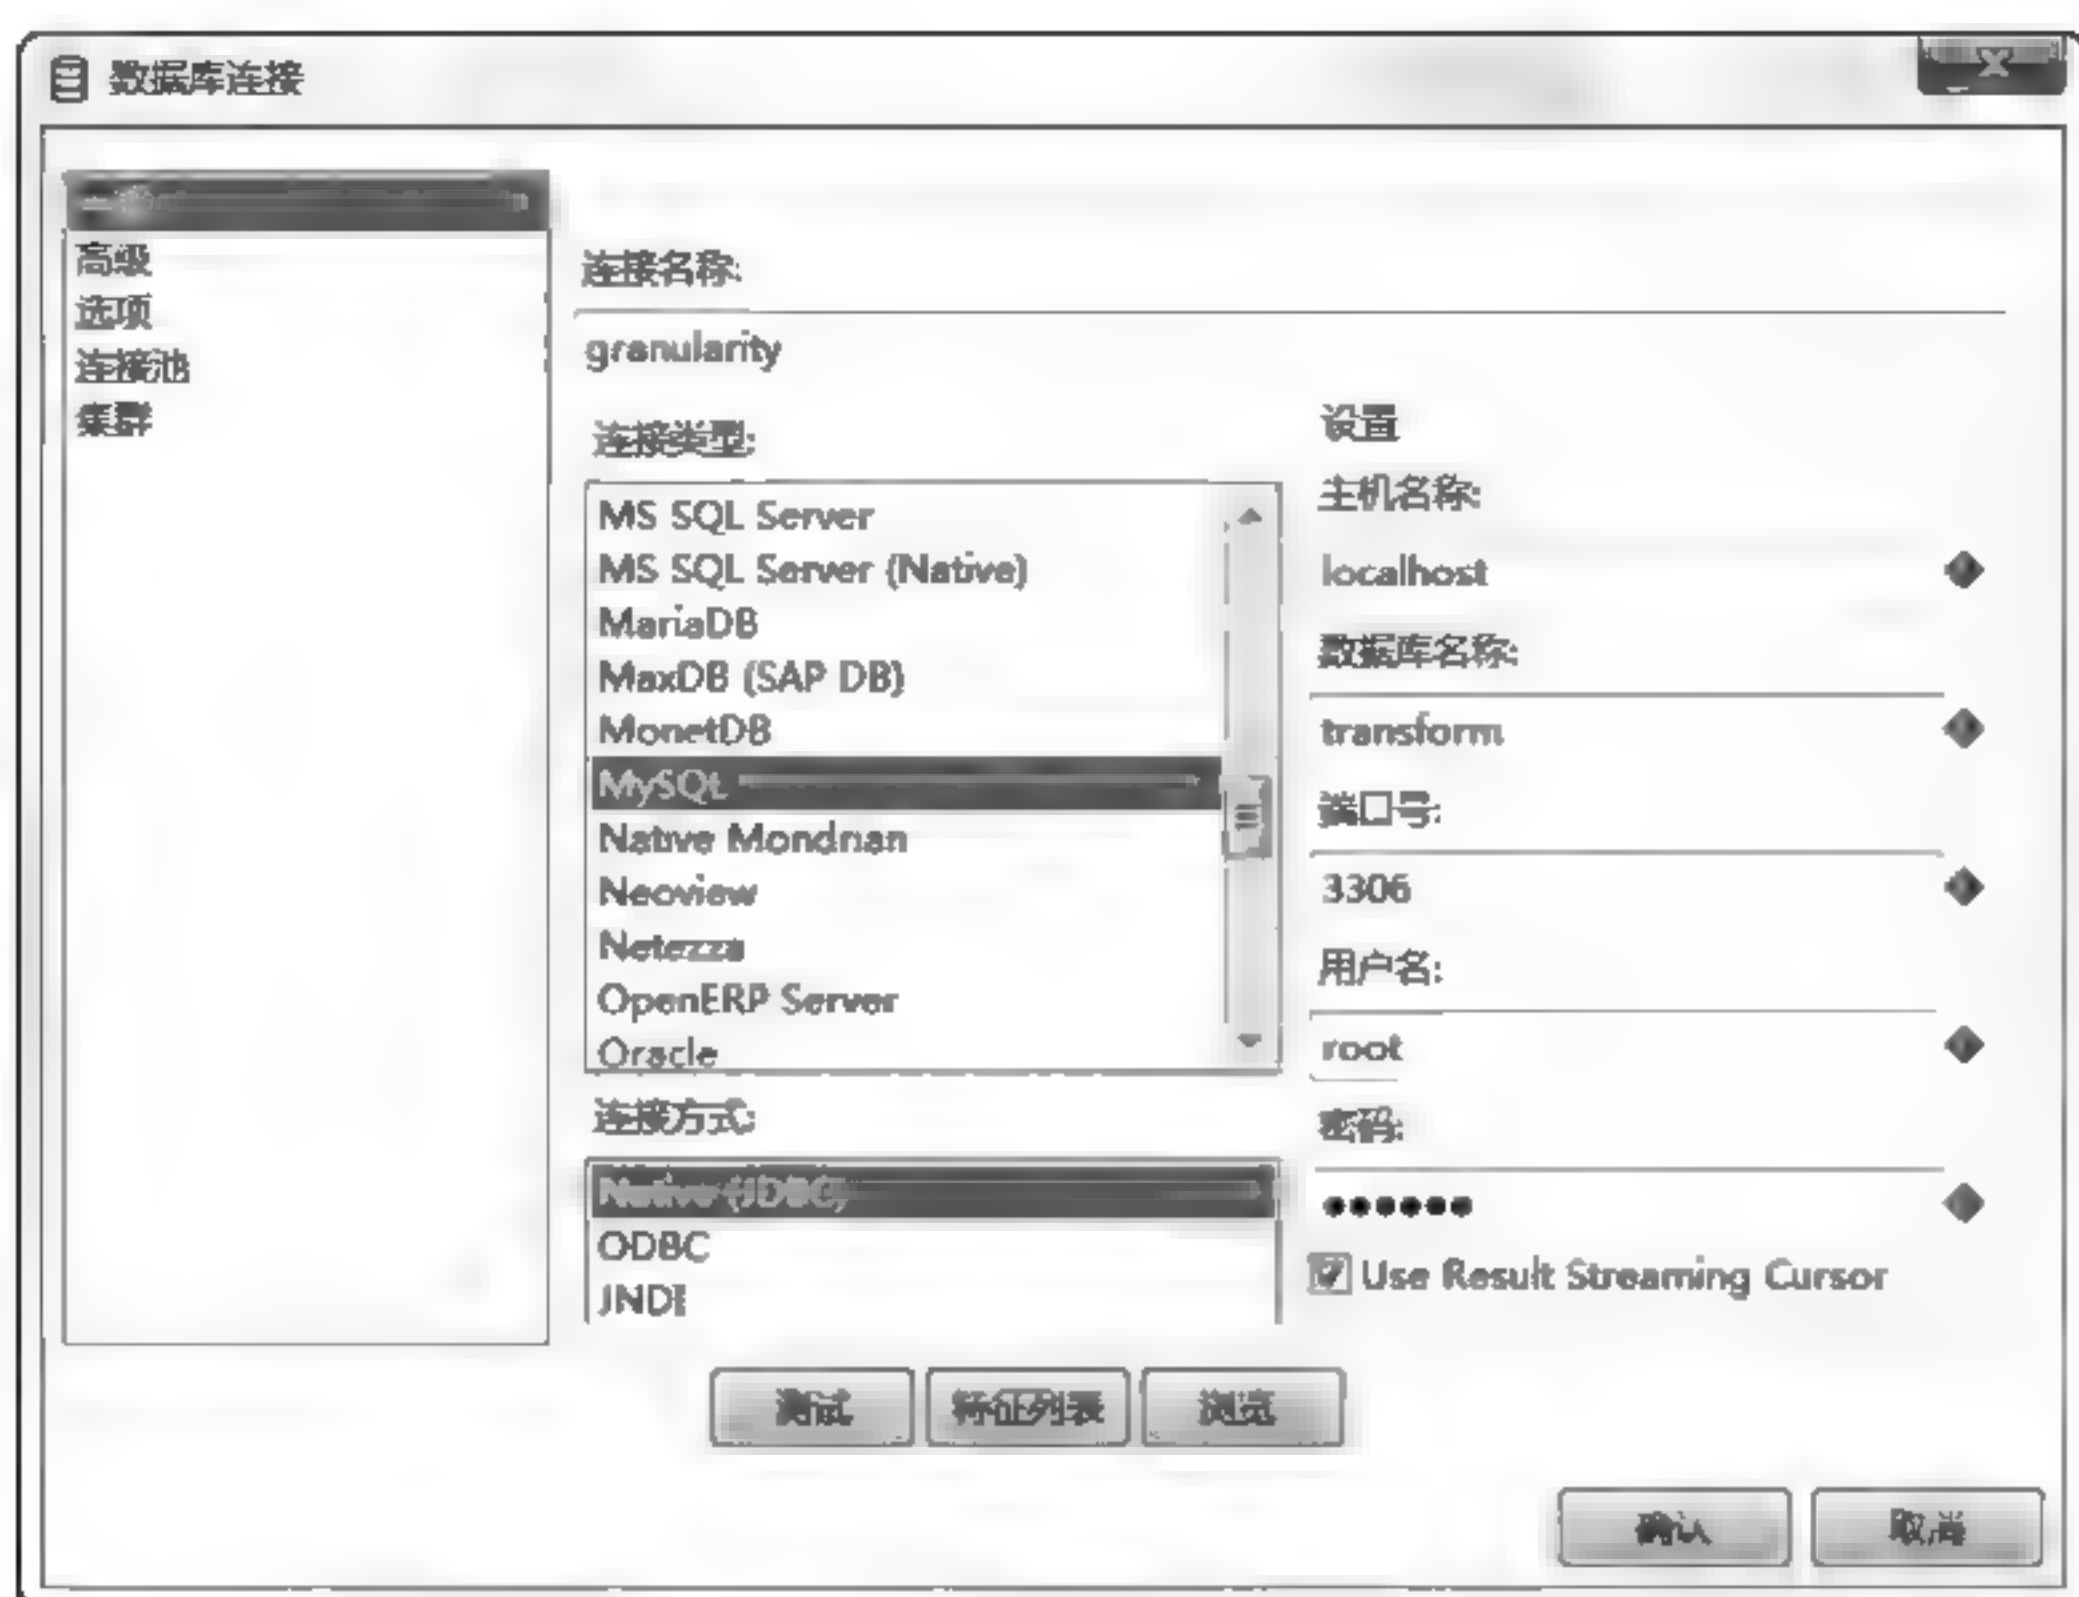 数据库连接
高级
选项
连接池
集群
连接名称:
granularity
连接类型:
MS SQL Server
MS SQL Server (Native)
MariaDB
MaxDB (SAP DB)
MonetDB
MySQL
Native Mondrian
Neoview
Netezza
OpenERP Server
Oracle
连接方式:
Native (JDBC)
ODBC
JNDI
设置
主机名称:
localhost
数据库名称:
transform
端口号:
3306
用户名:
root
密码:
●●●●●●
Use Result Streaming Cursor
测试
特征列表
浏览
确认
取消